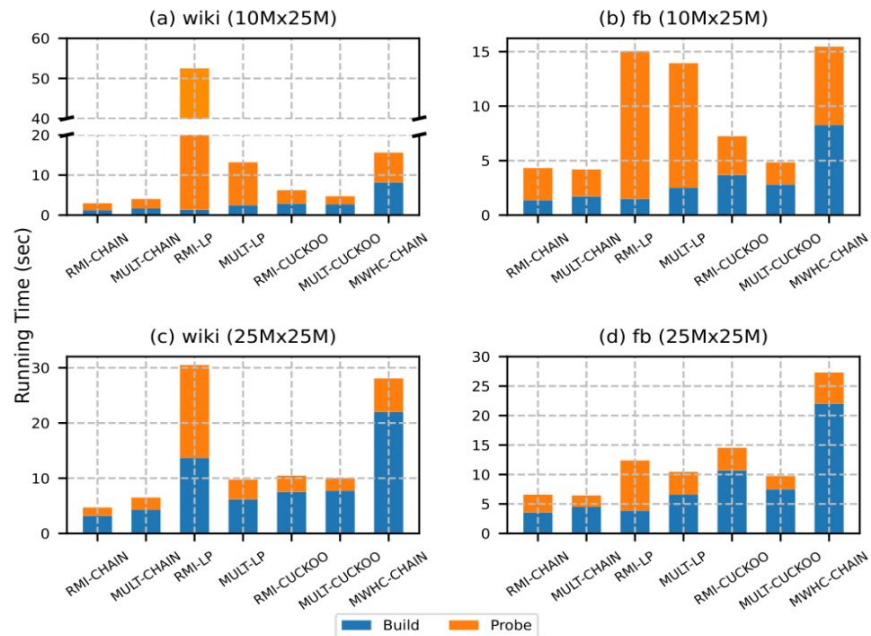 (a) wiki (10Mx25M)
60
50
40
20
10
0
RMI-CHAIN
MULT-CHAIN
RMI-LP
MULT-LP
RMI-CUCKOO
MULT-CUCKOO
MWHC-CHAIN
(b) fb (10Mx25M)
15
10
5
0
RMI-CHAIN
MULT-CHAIN
RMI-LP
MULT-LP
RMI-CUCKOO
MULT-CUCKOO
MWHC-CHAIN
Running Time (sec)
(c) wiki (25Mx25M)
30
20
10
0
RMI-CHAIN
MULT-CHAIN
RMI-LP
MULT-LP
RMI-CUCKOO
MULT-CUCKOO
MWHC-CHAIN
(d) fb (25Mx25M)
30
25
20
15
10
5
0
RMI-CHAIN
MULT-CHAIN
RMI-LP
MULT-LP
RMI-CUCKOO
MULT-CUCKOO
MWHC-CHAIN
Build
Probe